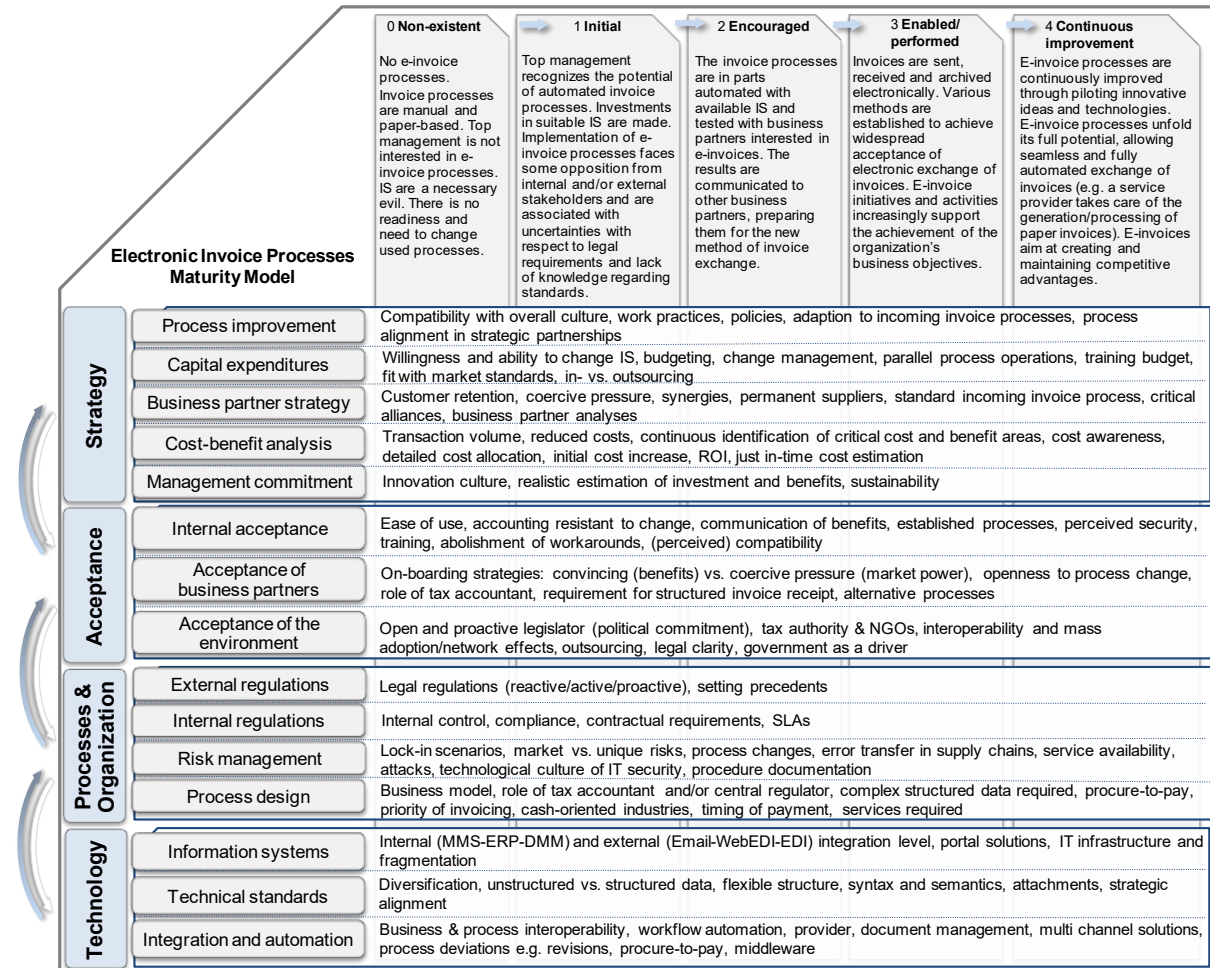 0 Non-existent
No e-invoice
processes.
Invoice processes
are manual and
paper-based. Top
management is not
interested in e-
invoice processes.
IS are a necessary
evil. There is no
readiness and
need to change
used processes.
1 Initial
Top management
recognizes the potential
of automated invoice
processes. Investments
in suitable IS are made.
Implementation of e-
invoice processes faces
some opposition from
internal and/or external
stakeholders and are
associated with
uncertainties with
respect to legal
requirements and lack
of knowledge regarding
standards.
2 Encouraged
The invoice processes
are in parts
automated with
available IS and
tested with business
partners interested in
e-invoices. The
results are
communicated to
other business
partners, preparing
them for the new
method of invoice
exchange.
3 Enabled/
performed
Invoices are sent,
received and archived
electronically. Various
methods are
established to achieve
widespread
acceptance of
electronic exchange of
invoices. E-invoice
initiatives and activities
increasingly support
the achievement of the
organization's
business objectives.
4 Continuous
improvement
E-invoice processes are
continuously improved
through piloting innovative
ideas and technologies.
E-invoice processes unfold
its full potential, allowing
seamless and fully
automated exchange of
invoices (e.g. a service
provider takes care of the
generation/processing of
paper invoices). E-invoices
aim at creating and
maintaining competitive
advantages.
Electronic Invoice Processes
Maturity Model
Strategy
Process improvement
Compatibility with overall culture, work practices, policies, adaption to incoming invoice processes, process
alignment in strategic partnerships
Capital expenditures
Willingness and ability to change IS, budgeting, change management, parallel process operations, training budget,
fit with market standards, in- vs. outsourcing
Business partner strategy
Customer retention, coercive pressure, synergies, permanent suppliers, standard incoming invoice process, critical
alliances, business partner analyses
Cost-benefit analysis
Transaction volume, reduced costs, continuous identification of critical cost and benefit areas, cost awareness,
detailed cost allocation, initial cost increase, ROI, just in-time cost estimation
Management commitment
Innovation culture, realistic estimation of investment and benefits, sustainability
Acceptance
Internal acceptance
Ease of use, accounting resistant to change, communication of benefits, established processes, perceived security,
training, abolishment of workarounds, (perceived) compatibility
Acceptance of
business partners
On-boarding strategies: convincing (benefits) vs. coercive pressure (market power), openness to process change,
role of tax accountant, requirement for structured invoice receipt, alternative processes
Acceptance of the
environment
Open and proactive legislator (political commitment), tax authority & NGOs, interoperability and mass
adoption/network effects, outsourcing, legal clarity, government as a driver
Processes &
Organization
External regulations
Legal regulations (reactive/active/proactive), setting precedents
Internal regulations
Internal control, compliance, contractual requirements, SLAs
Risk management
Lock-in scenarios, market vs. unique risks, process changes, error transfer in supply chains, service availability,
attacks, technological culture of IT security, procedure documentation
Process design
Business model, role of tax accountant and/or central regulator, complex structured data required, procure-to-pay,
priority of invoicing, cash-oriented industries, timing of payment, services required
Technology
Information systems
Internal (MMS-ERP-DMM) and external (Email-WebEDI-EDI) integration level, portal solutions, IT infrastructure and
fragmentation
Technical standards
Diversification, unstructured vs. structured data, flexible structure, syntax and semantics, attachments, strategic
alignment
Integration and automation
Business & process interoperability, workflow automation, provider, document management, multi channel solutions,
process deviations e.g. revisions, procure-to-pay, middleware